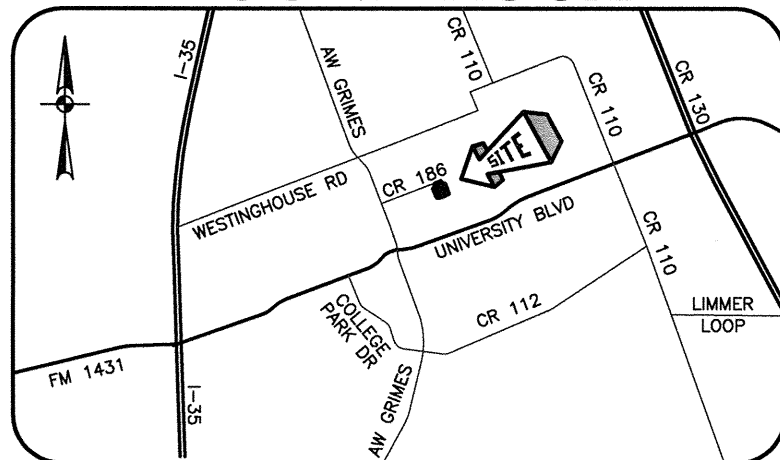 I-35
AW GRIMES
CR 110
CR 110
CR 130
SITE
CR 186
WESTINGHOUSE RD
UNIVERSITY BLVD
CR 110
COLLEGE
PARK DR
CR 112
LIMMER
LOOP
FM 1431
I-35
AW GRIMES